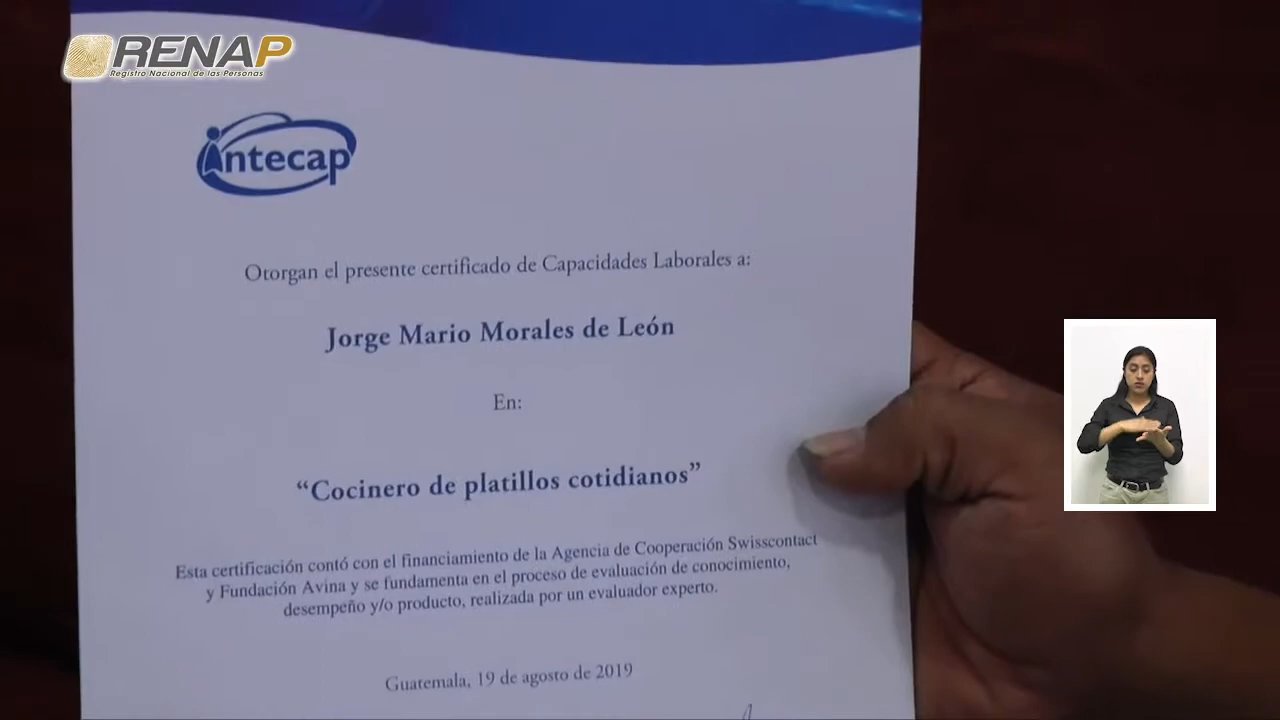 RENAP
Registro Nacional de las Personas
intecap
Otorgan el presente certificado de Capacidades Laborales a:
Jorge Mario Morales de León
En:
“Cocinero de platillos cotidianos”
Esta certificación contó con el financiamiento de la Agencia de Cooperación Swisscontact
y Fundación Avina y se fundamenta en el proceso de evaluación de conocimiento,
desempeño y/o producto, realizada por un evaluador experto.
Guatemala, 19 de agosto de 2019